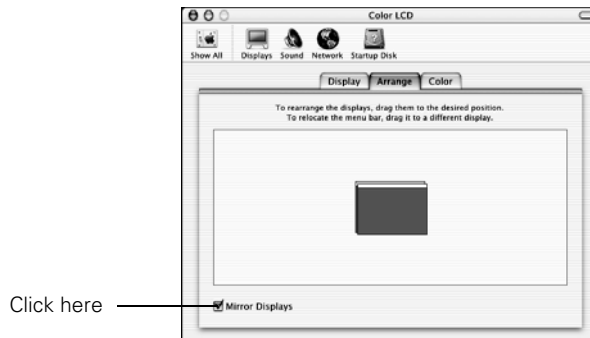 Color LCD
Show All Displays Sound Network Startup Disk
Display Arrange Color
To rearrange the displays, drag them to the desired position.
To relocate the menu bar, drag it to a different display.
Click here
Mirror Displays